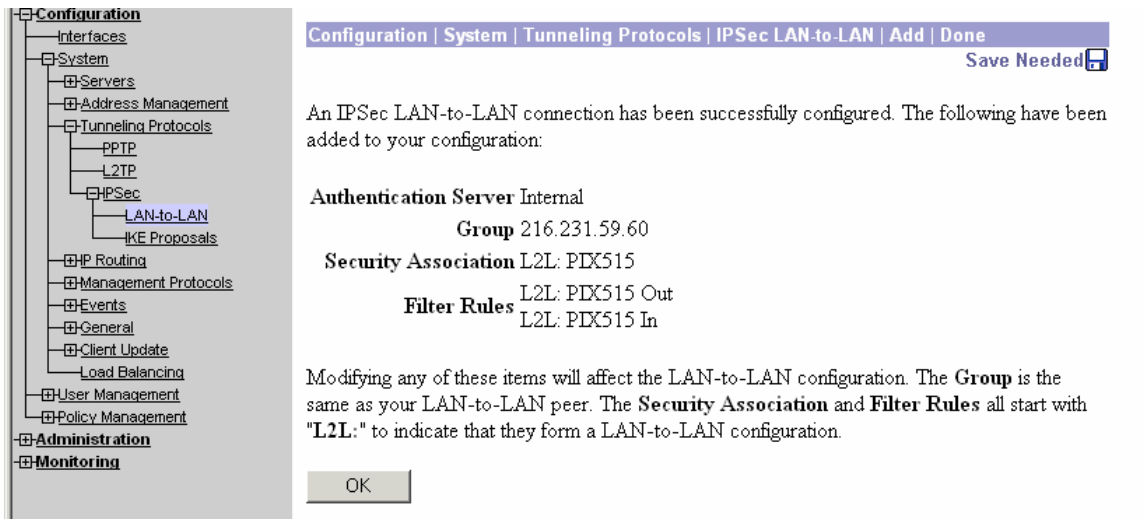 Configuration
Interfaces
System
Servers
Address Management
Tunneling Protocols
PPTP
L2TP
IPSec
LAN-to-LAN
IKE Proposals
IP Routing
Management Protocols
Events
General
Client Update
Load Balancing
User Management
Policy Management
Administration
Monitoring
Configuration | System | Tunneling Protocols | IPSec LAN-to-LAN | Add | Done
Save Needed
An IPSec LAN-to-LAN connection has been successfully configured. The following have been
added to your configuration:
Authentication Server Internal
Group 216.231.59.60
Security Association L2L: PIX515
Filter Rules L2L: PIX515 Out
L2L: PIX515 In
Modifying any of these items will affect the LAN-to-LAN configuration. The Group is the
same as your LAN-to-LAN peer. The Security Association and Filter Rules all start with
"L2L:" to indicate that they form a LAN-to-LAN configuration.
OK